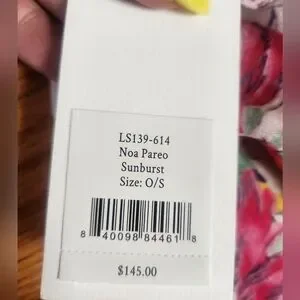 LS139-614
Noa Pareo
Sunburst
Size: O/S
8 40098 84461 8
$145.00